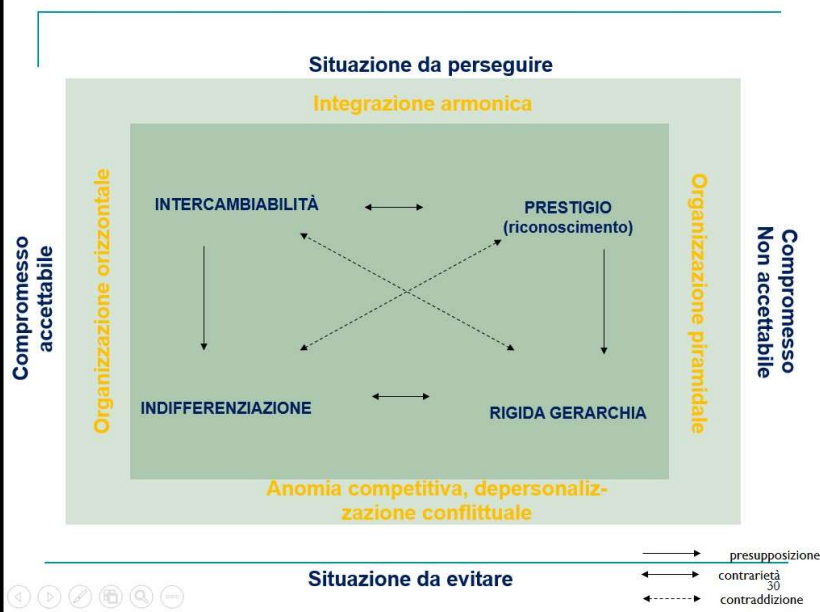 Situazione da perseguire
Integrazione armonica
INTERCAMBIABILITÀ
PRESTIGIO
(riconoscimento)
Compromesso
accettabile
Organizzazione orizzontale
Organizzazione piramidale
Compromesso
Non accettabile
INDIFFERENZIAZIONE
RIGIDA GERARCHIA
Anomia competitiva, depersonaliz-
zazione conflittuale
Situazione da evitare
presupposizione
contrarietà
30
contraddizione